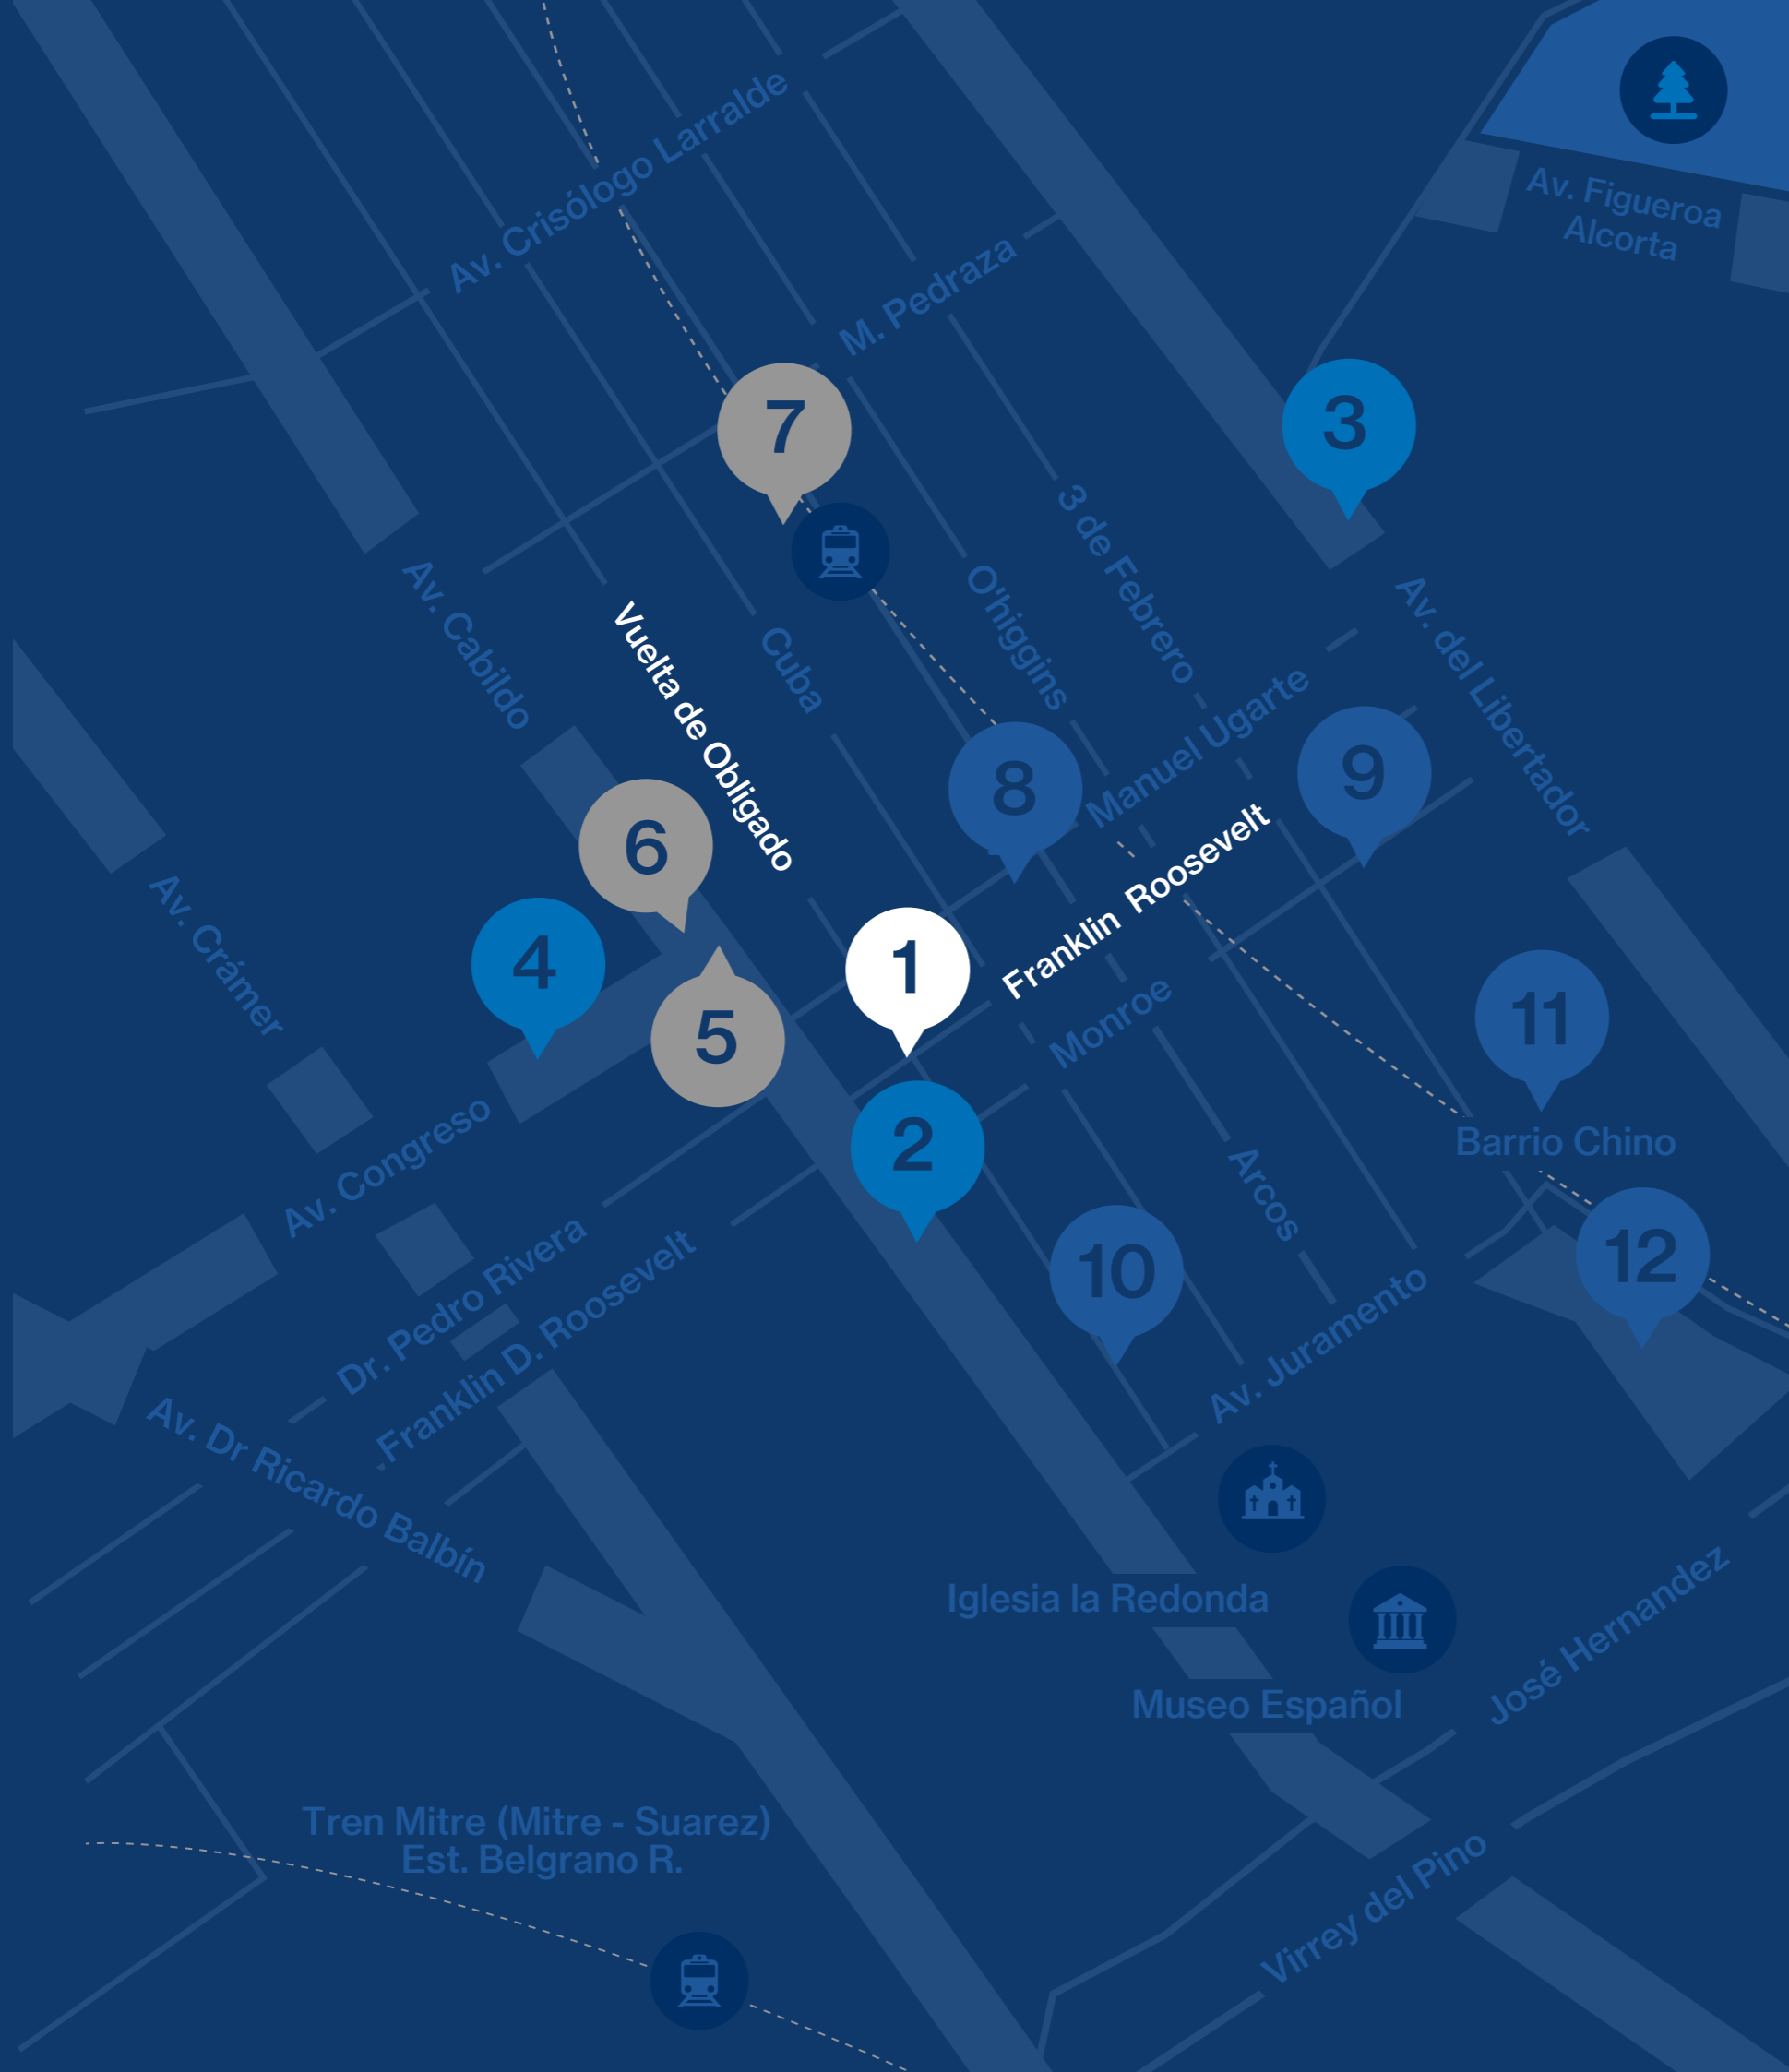 Av. Crisólogo Larralde
Av. Figueroa
Alcorta
M. Pedraza
7
3
3 de Febrero
O'higgins
Av. Cabildo
Vuelta de Obligado
Cuba
Av. del Libertador
Manuel Ugarte
8
9
6
Franklin Roosevelt
Av. Crámer
4
1
5
Monroe
11
Av. Congreso
2
Barrio Chino
Arcos
10
12
Dr. Pedro Rivera
Franklin D. Roosevelt
Av. Juramento
Av. Dr Ricardo Balbín
Iglesia la Redonda
Museo Español
José Hernandez
Tren Mitre (Mitre - Suarez)
Est. Belgrano R.
Virrey del Pino